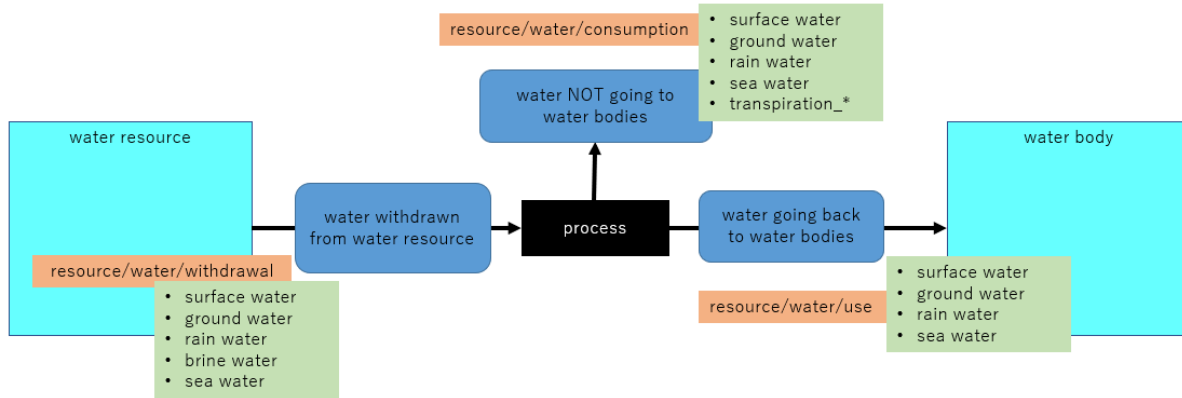 resource/water/consumption
• surface water
• ground water
• rain water
• sea water
• transpiration_*
water NOT going to
water bodies
water resource
water body
water withdrawn
from water resource
process
water going back
to water bodies
resource/water/withdrawal
• surface water
• ground water
• rain water
• brine water
• sea water
resource/water/use
• surface water
• ground water
• rain water
• sea water